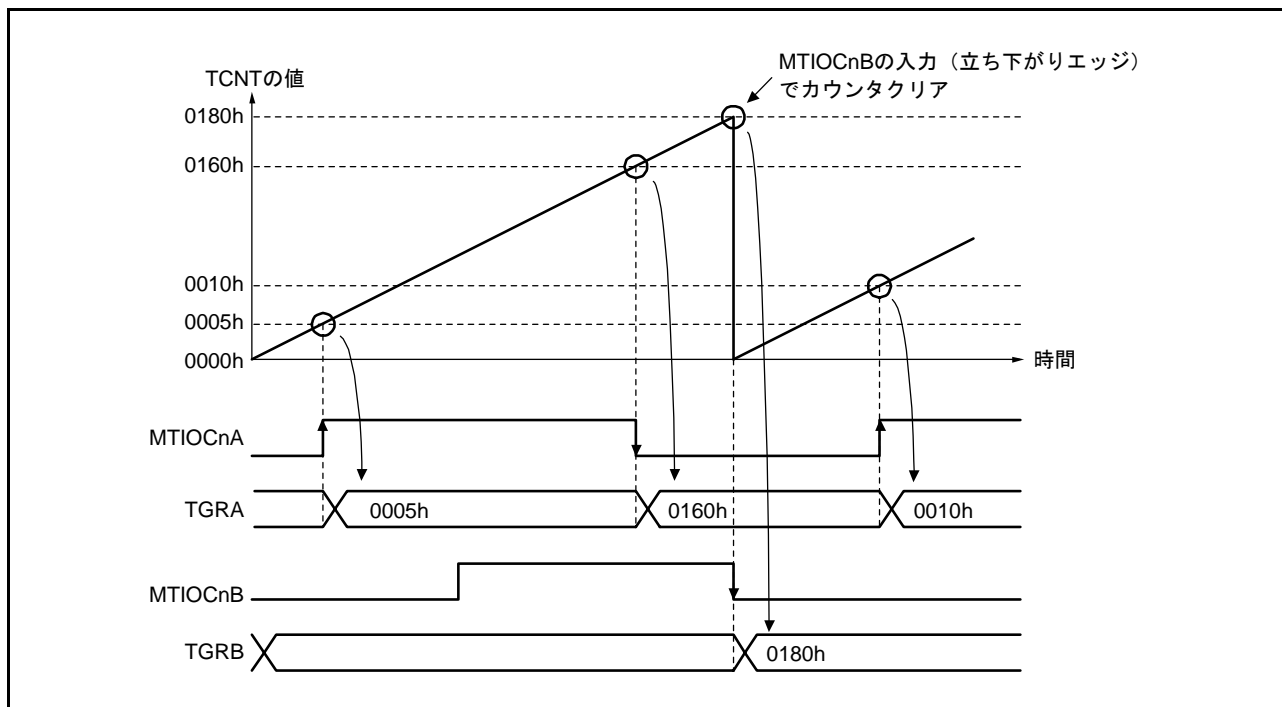 MTIOCnBの入力（立ち下がりエッジ）
でカウンタクリア
TCNTの値
0180h
0160h
0010h
0005h
0000h
時間
MTIOCnA
TGRA
0005h
0160h
0010h
MTIOCnB
TGRB
0180h